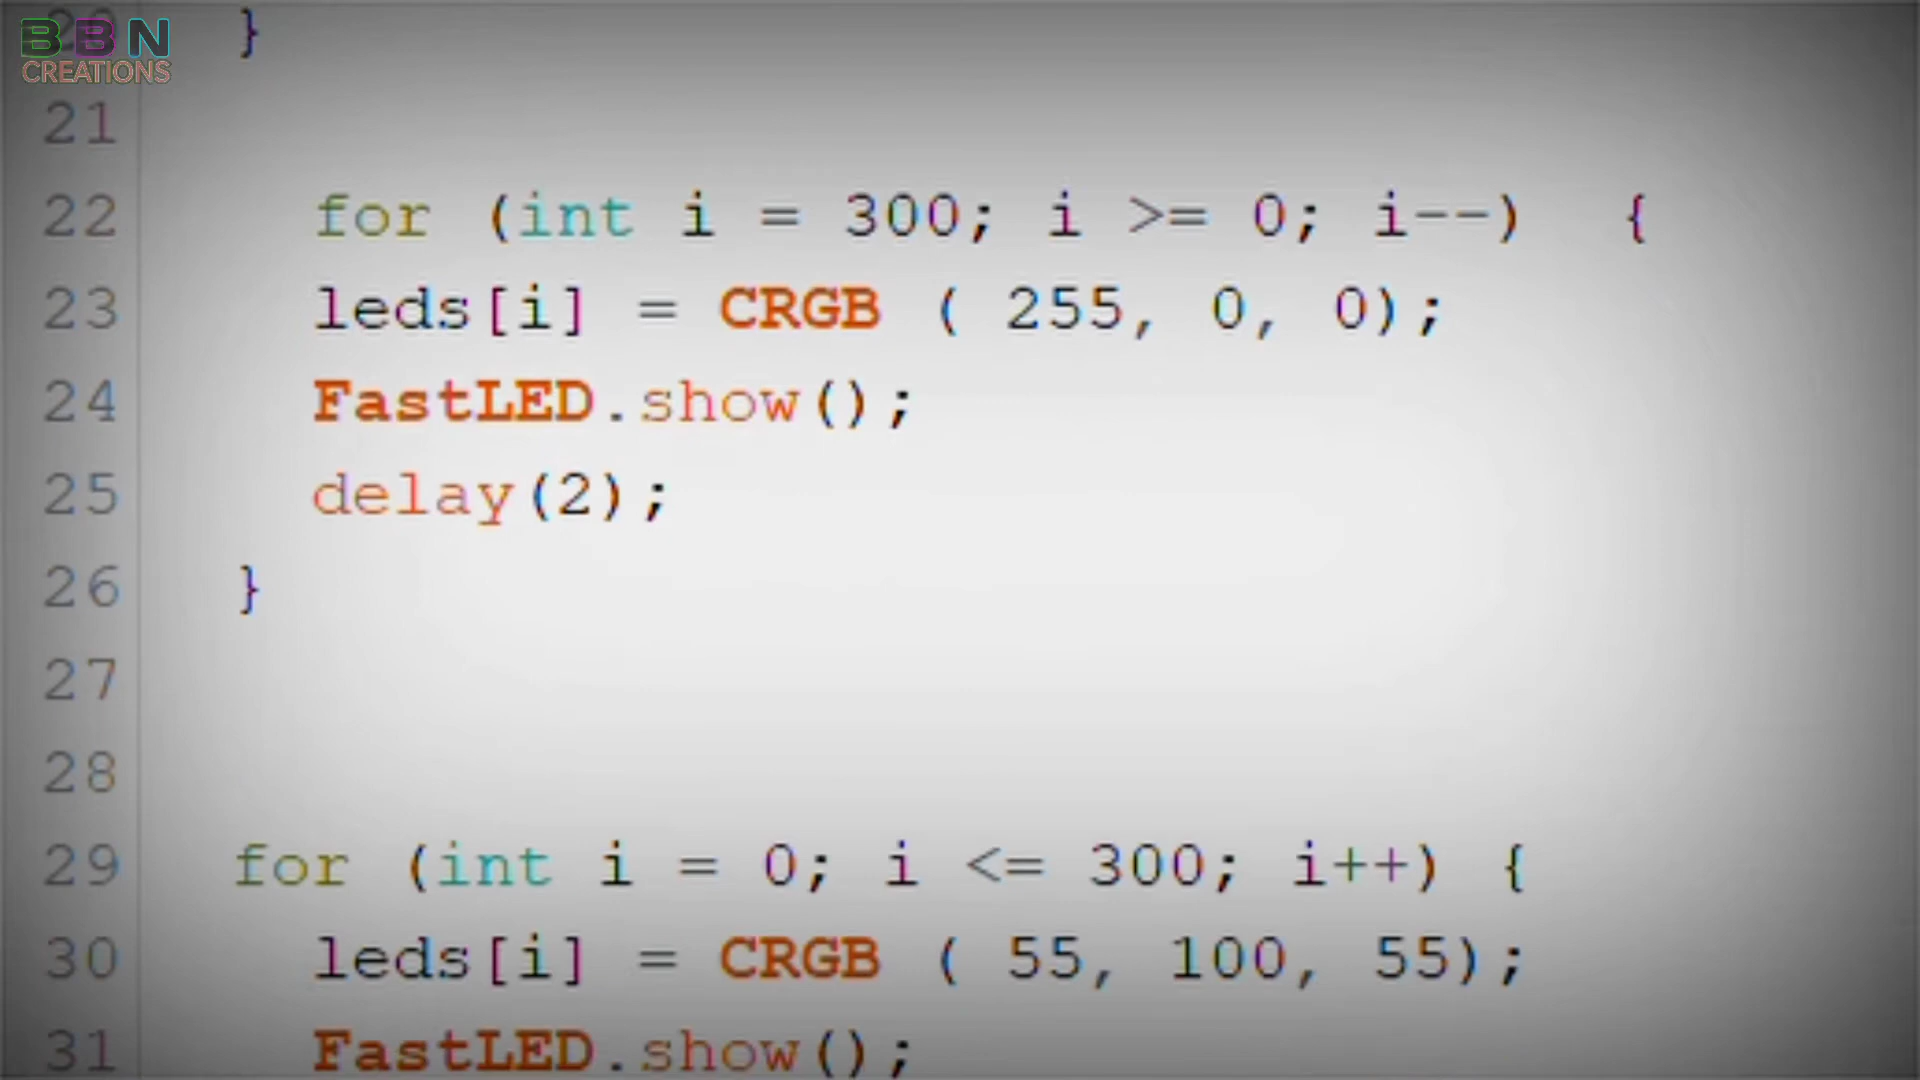 BBN
CREATIONS
20 }
21
22 for (int i = 300; i >= 0; i--) {
23 leds[i] = CRGB ( 255, 0, 0);
24 FastLED.show();
25 delay(2);
26 }
27
28
29 for (int i = 0; i <= 300; i++) {
30 leds[i] = CRGB ( 55, 100, 55);
31 FastLED.show();